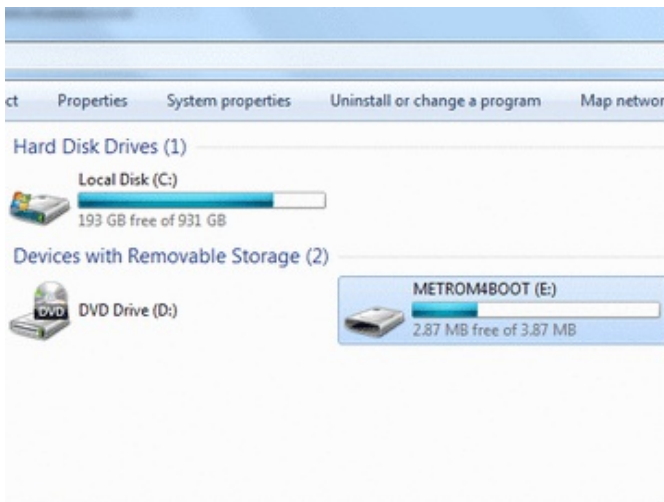 ct Properties System properties Uninstall or change a program Map networ
Hard Disk Drives (1)
Local Disk (C:)
193 GB free of 931 GB
Devices with Removable Storage (2)
DVD
DVD Drive (D:)
METROM4BOOT (E:)
2.87 MB free of 3.87 MB